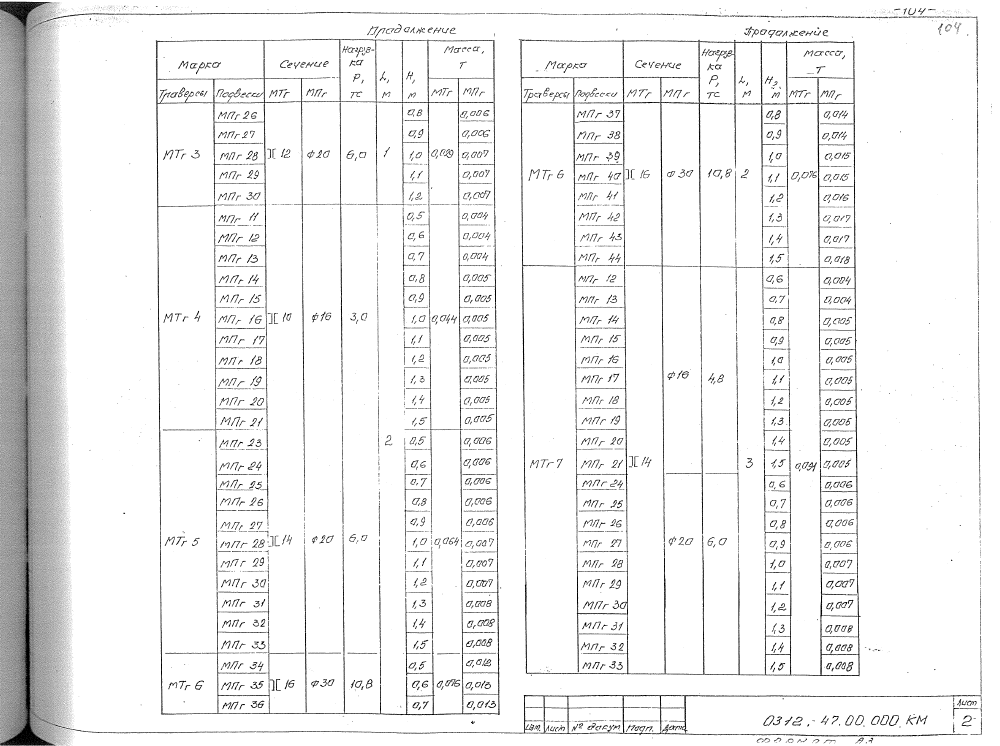 -104-
104
Продолжение
Марка Сечение Нагрузка Р, тс L, м Н, м Масса, т
Траверсы Подвески МТг МПг МТг МПг
МПг 26 0,8 0,006
МПг 27 0,9 0,006
МТг 3 МПг 28 ][ 12 ф20 6,0 1 1,0 0,007
МПг 29 1,1 0,007
МПг 30 1,2 0,007
МПг 11 0,5 0,004
МПг 12 0,6 0,004
МПг 13 0,7 0,004
МПг 14 0,8 0,005
МПг 15 0,9 0,005
МТг 4 МПг 16 ][ 10 ф16 3,0 1,0 0,044 0,005
МПг 17 1,1 0,005
МПг 18 1,2 0,005
МПг 19 1,3 0,005
МПг 20 1,4 0,005
МПг 21 1,5 0,005
2
МПг 23 0,5 0,006
МПг 24 0,6 0,006
МПг 25 0,7 0,006
МПг 26 0,8 0,006
МПг 27 0,9 0,006
МТг 5 МПг 28 ][ 14 ф20 6,0 1,0 0,064 0,007
МПг 29 1,1 0,007
МПг 30 1,2 0,007
МПг 31 1,3 0,008
МПг 32 1,4 0,008
МПг 33 1,5 0,008
МПг 34 0,5 0,012
МТг 6 МПг 35 ][ 16 ф30 10,8 0,6 0,076 0,013
МПг 36 0,7 0,013
Продолжение
Марка Сечение Нагрузка Р, тс L, м Н, м Масса, т
Траверсы Подвески МТг МПг МТг МПг
МПг 37 0,8 0,014
МПг 38 0,9 0,014
МПг 39 1,0 0,015
МТг 6 МПг 40 ][ 16 ф30 10,8 2 1,1 0,076 0,015
МПг 41 1,2 0,016
МПг 42 1,3 0,017
МПг 43 1,4 0,017
МПг 44 1,5 0,018
МПг 12 0,6 0,004
МПг 13 0,7 0,004
МПг 14 0,8 0,005
МПг 15 0,9 0,005
МПг 16 1,0 0,005
МПг 17 ф16 4,8 1,1 0,005
МПг 18 1,2 0,005
МПг 19 1,3 0,005
МПг 20 1,4 0,005
МТг 7 МПг 21 ][ 14 3 1,5 0,091 0,005
МПг 24 0,6 0,006
МПг 25 0,7 0,006
МПг 26 0,8 0,006
МПг 27 ф20 6,0 0,9 0,006
МПг 28 1,0 0,007
МПг 29 1,1 0,007
МПг 30 1,2 0,007
МПг 31 1,3 0,008
МПг 32 1,4 0,008
МПг 33 1,5 0,008
Изм. Лист № докум. Подп. Дата
0312.-47.00.000.КМ
Лист
2
Формат А3